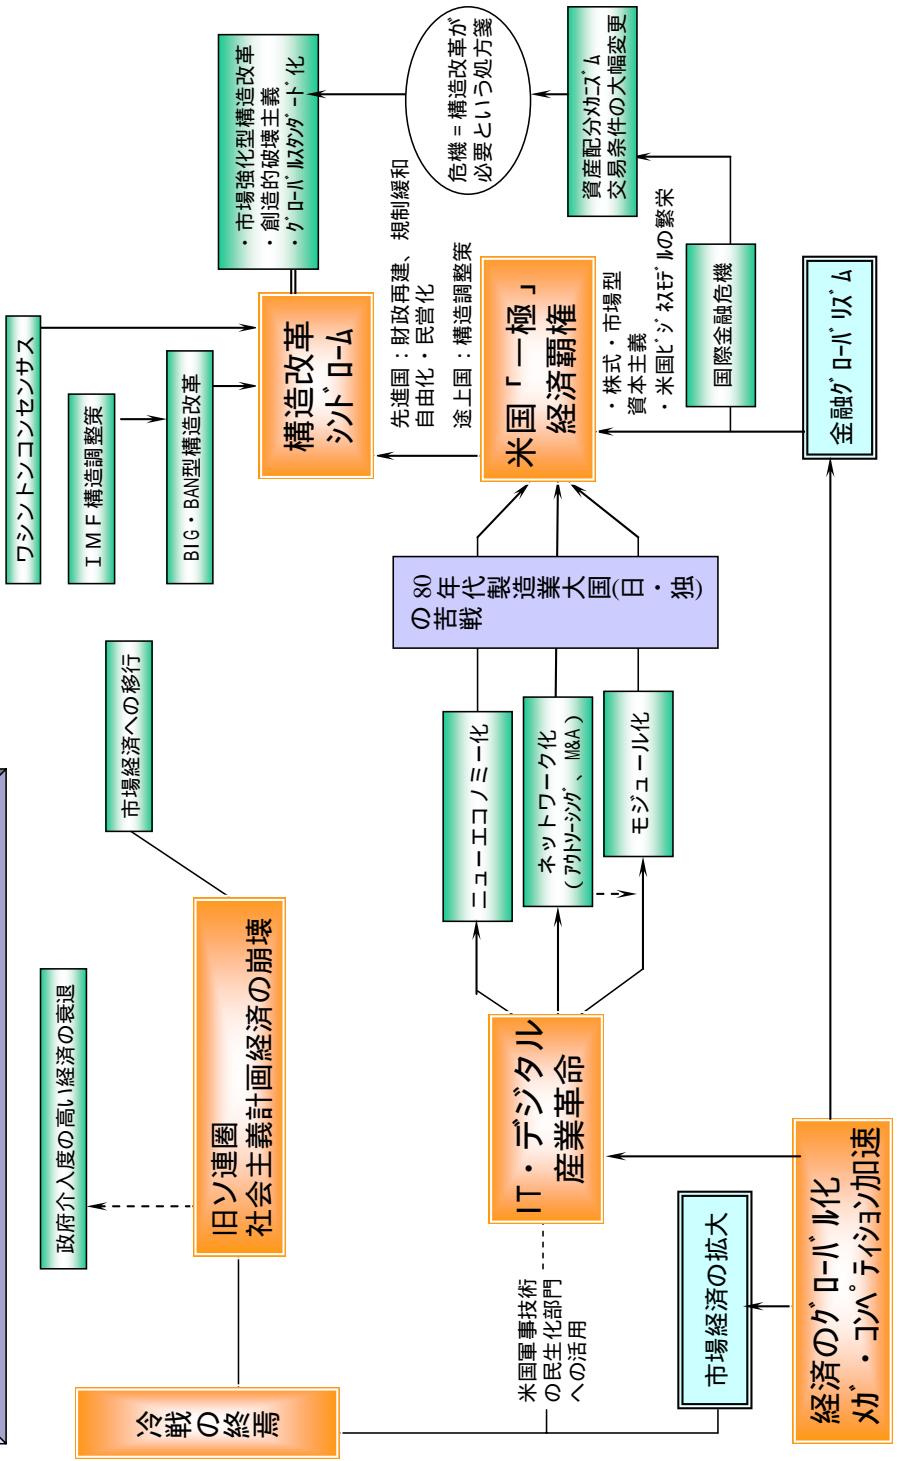 冷戦の終焉
旧ソ連圏
社会主義計画経済の崩壊
政府介入度の高い経済の衰退
市場経済への移行
ワシントンコンセンサス
ＩＭＦ構造調整策
BIG・BAN型構造改革
構造改革
ｼﾝﾄﾞﾛｰﾑ
・市場強化型構造改革
・創造的破壊主義
・ｸﾞﾛｰﾊﾞﾙｽﾀﾝﾀﾞｰﾄﾞ化
先進国：財政再建、規制緩和
自由化・民営化
途上国：構造調整策
危機＝構造改革が
必要という処方箋
米国軍事技術
の民生化部門
への活用
IT・デジタル
産業革命
ニューエコノミー化
ネットワーク化
(ｱｳﾄｿｰｼﾝｸﾞ、M&A)
モジュール化
80年代製造業大国(日・独)
の苦戦
米国「一極」
経済覇権
・株式・市場型
資本主義
・米国ﾋﾞｼﾞﾈｽﾓﾃﾞﾙの繁栄
資産配分ﾒｶﾆｽﾞﾑ
交易条件の大幅変更
国際金融危機
市場経済の拡大
経済のｸﾞﾛｰﾊﾞﾙ化
ﾒｶﾞ・ｺﾝﾍﾟﾃｨｼｮﾝ加速
金融ｸﾞﾛｰﾊﾞﾘｽﾞﾑ